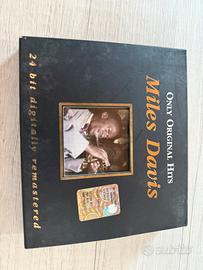 Only Original Hits
Miles Davis
24 bit digitally remastered
subito